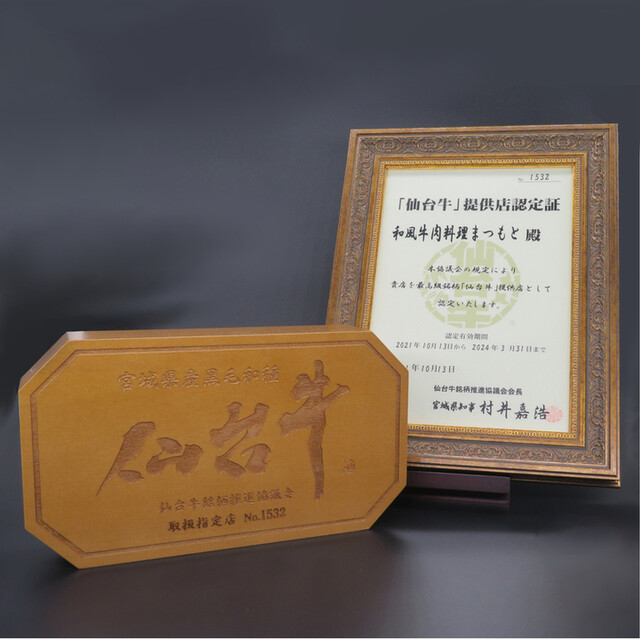 宮城県産黒毛和種
仙台牛
仙台牛銘柄推進協議会
取扱指定店 No.1532
No. 1532
「仙台牛」提供店認定証
和風牛肉料理まつもと 殿
本協議会の規定により
貴店を最高級銘柄「仙台牛」提供店として
認定いたします。
認定有効期間
2021年10月13日から 2024年3月31日まで
年10月13日
仙台牛銘柄推進協議会会長
宮城県知事 村井嘉浩